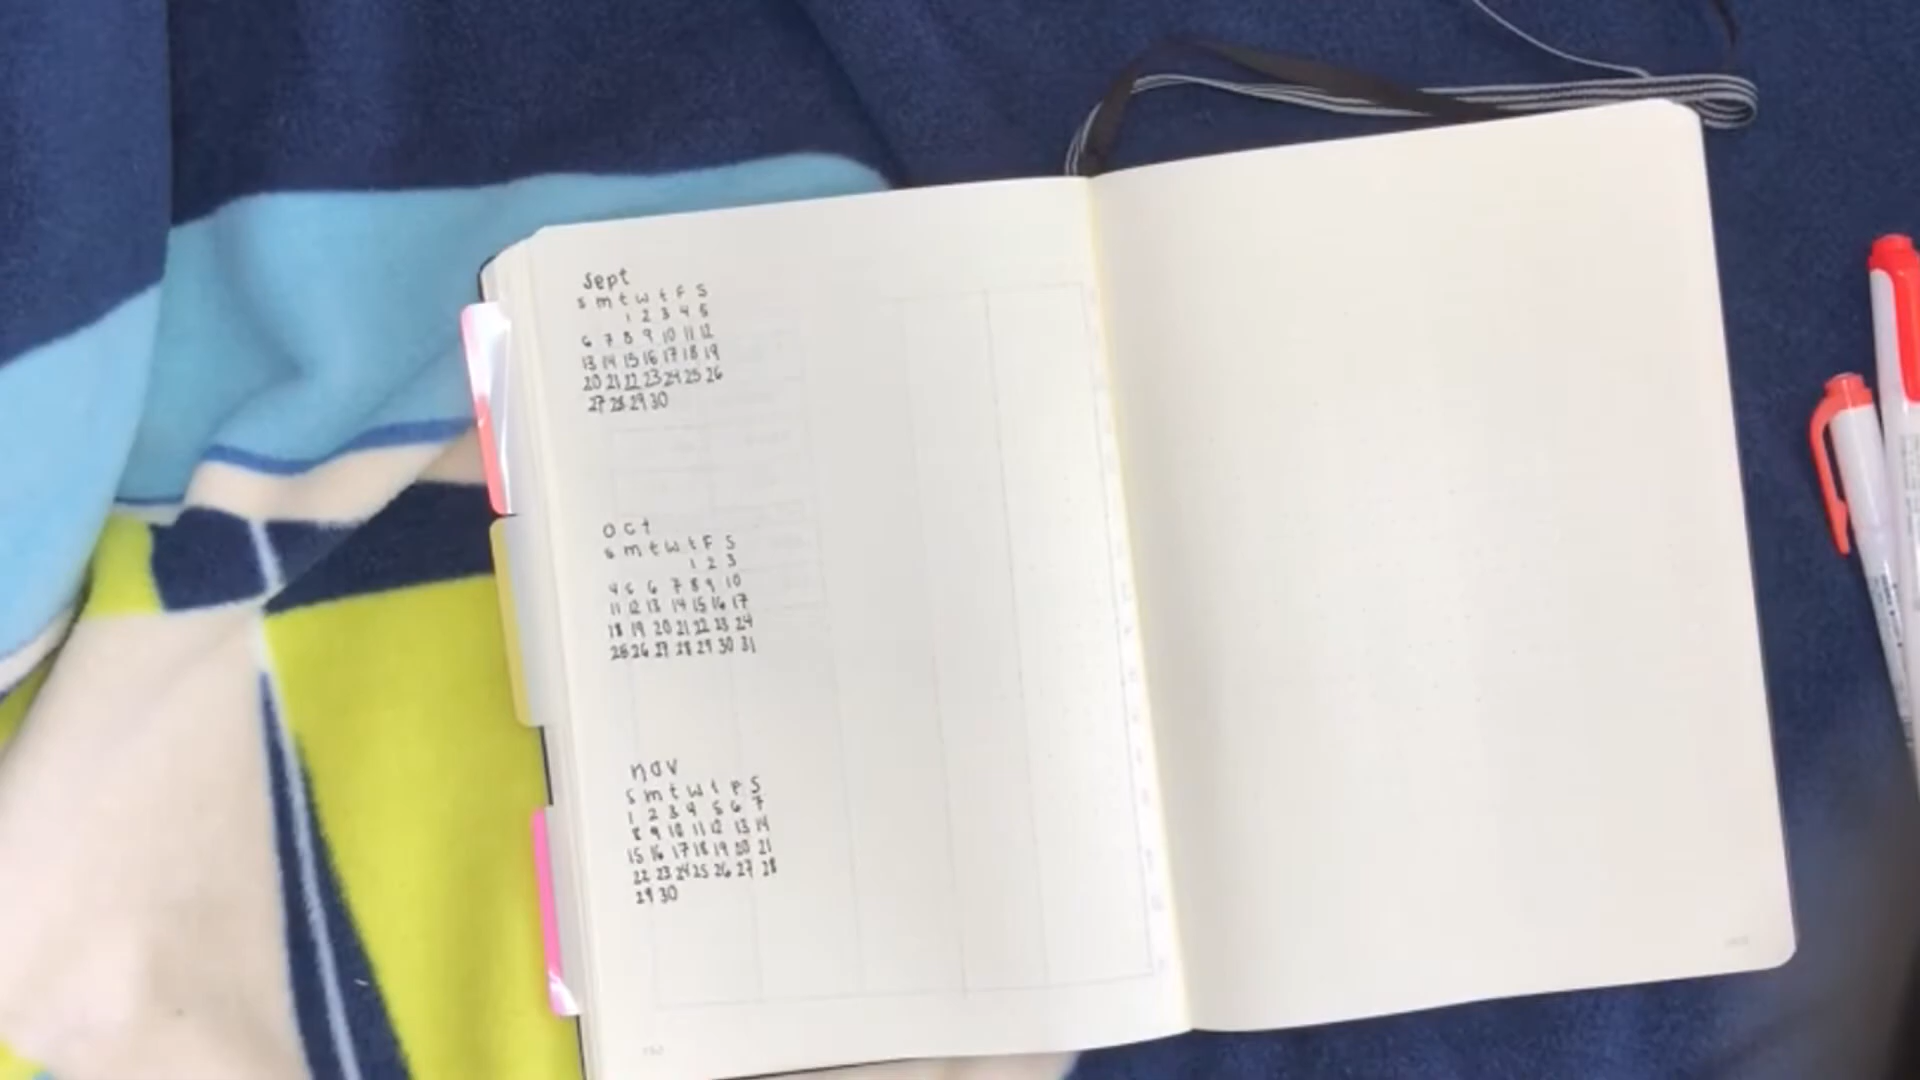 Sept
s m t w t F S
1 2 3 4 5
6 7 8 9 10 11 12
13 14 15 16 17 18 19
20 21 22 23 24 25 26
27 28 29 30
oct
s m t w t F S
1 2 3
4 5 6 7 8 9 10
11 12 13 14 15 16 17
18 19 20 21 22 23 24
25 26 27 28 29 30 31
nov
S m t w t F S
1 2 3 4 5 6 7
8 9 10 11 12 13 14
15 16 17 18 19 20 21
22 23 24 25 26 27 28
29 30